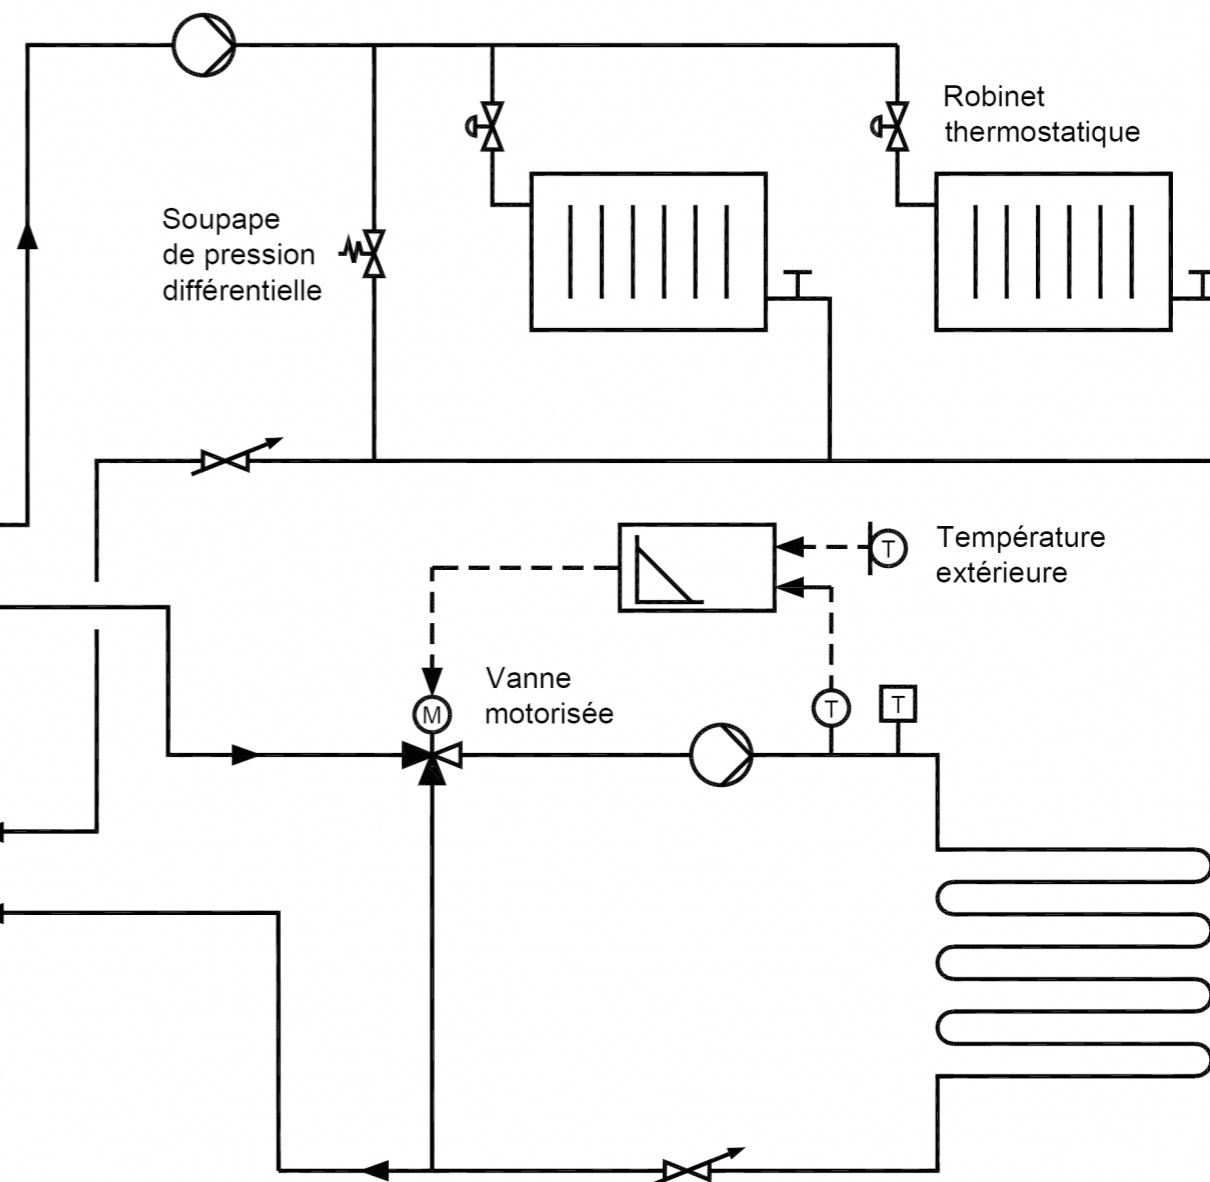 Robinet
thermostatique
Soupape
de pression
différentielle
T
Température
extérieure
Vanne
motorisée
M
T
T